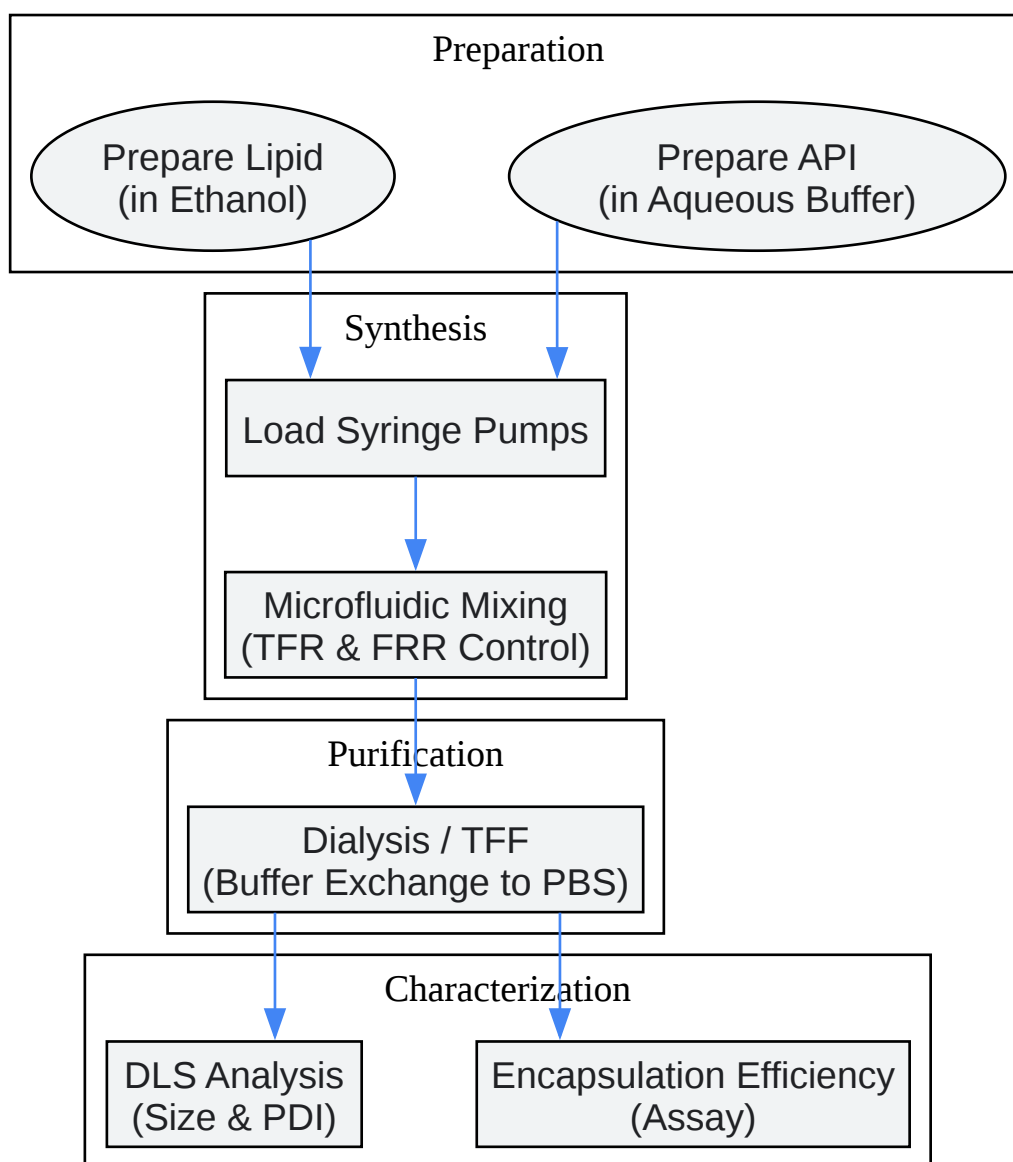 Preparation
Prepare Lipid
(in Ethanol)
Prepare API
(in Aqueous Buffer)
Synthesis
Load Syringe Pumps
Microfluidic Mixing
(TFR & FRR Control)
Purification
Dialysis / TFF
(Buffer Exchange to PBS)
Characterization
DLS Analysis
(Size & PDI)
Encapsulation Efficiency
(Assay)